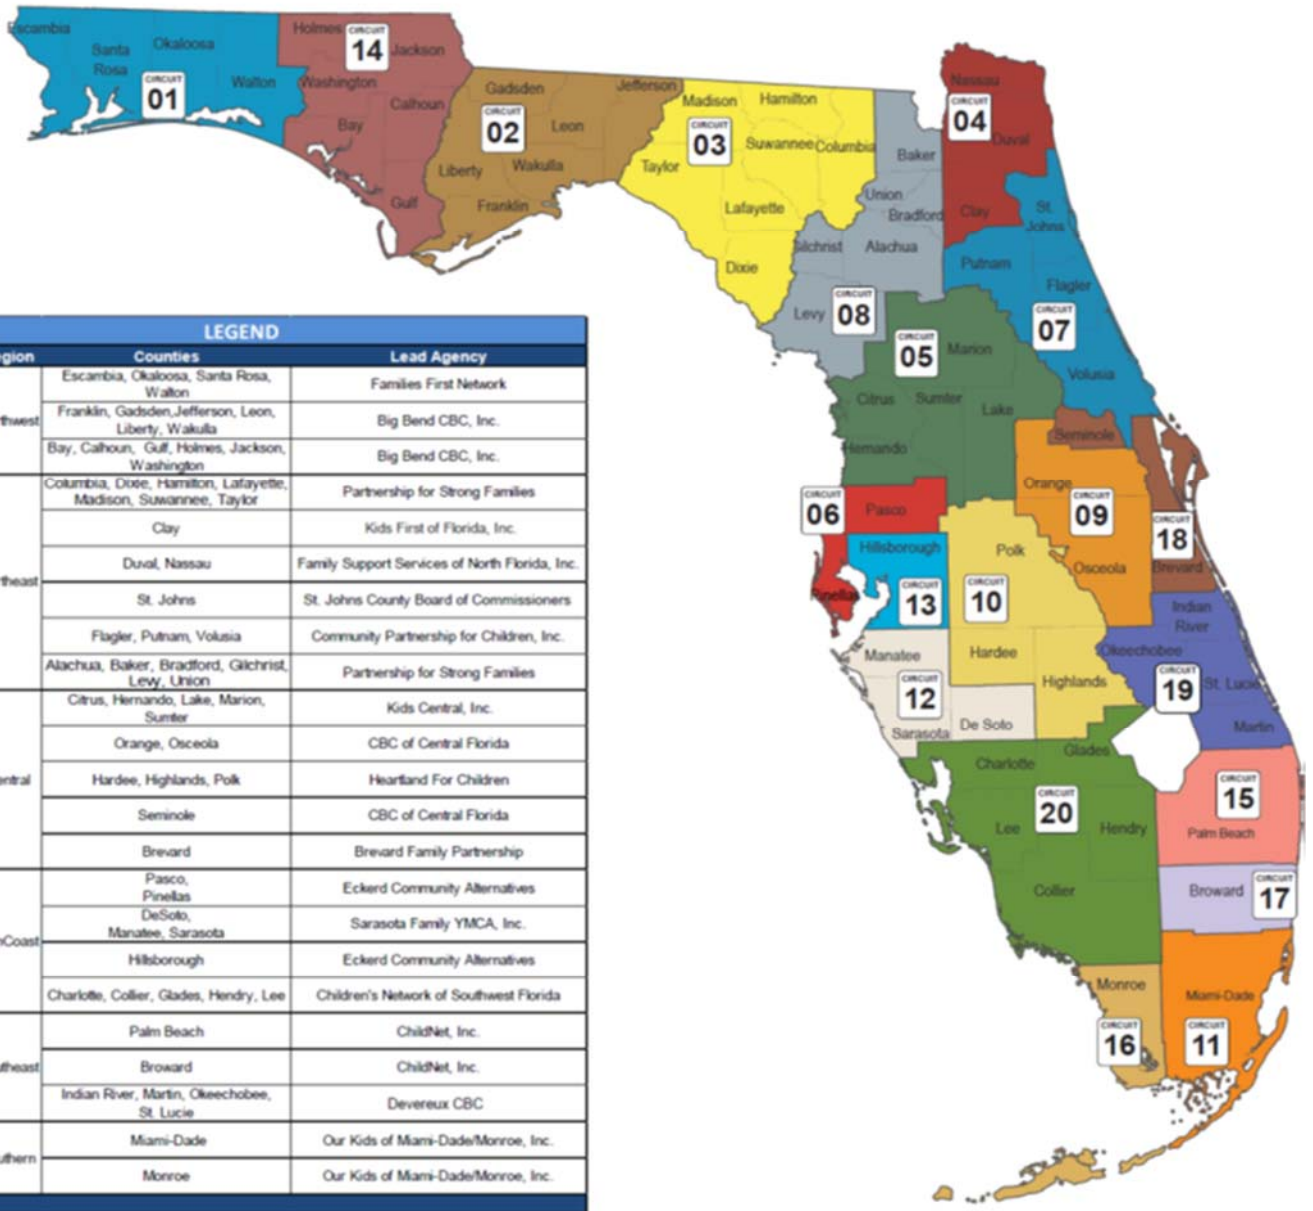 Escambia
Santa
Rosa
Okaloosa
Walton
CIRCUIT
01
Holmes
CIRCUIT
14
Jackson
Washington
Calhoun
Bay
Gulf
Gadsden
Jefferson
CIRCUIT
02
Leon
Liberty
Wakulla
Franklin
Madison
Hamilton
CIRCUIT
03
Suwannee
Columbia
Taylor
Lafayette
Dixie
Baker
Union
Bradford
Gilchrist
Alachua
Levy
CIRCUIT
08
Nassau
CIRCUIT
04
Duval
Clay
St.
Johns
Putnam
Flagler
CIRCUIT
07
Volusia
CIRCUIT
05
Marion
Citrus
Sumter
Lake
Hernando
Seminole
Orange
CIRCUIT
09
Osceola
CIRCUIT
18
Brevard
CIRCUIT
06
Pasco
Pinellas
Hillsborough
CIRCUIT
13
Polk
CIRCUIT
10
Hardee
Highlands
Manatee
CIRCUIT
12
Sarasota
De Soto
Indian
River
Okeechobee
CIRCUIT
19
St. Lucie
Martin
Charlotte
Glades
CIRCUIT
20
Lee
Hendry
Collier
CIRCUIT
15
Palm Beach
Broward
CIRCUIT
17
Monroe
CIRCUIT
16
Miami-Dade
CIRCUIT
11
LEGEND
egion Counties Lead Agency
Escambia, Okaloosa, Santa Rosa,
Walton
Families First Network
thwest
Franklin, Gadsden,Jefferson, Leon,
Liberty, Wakulla
Big Bend CBC, Inc.
Bay, Calhoun, Gulf, Holmes, Jackson,
Washington
Big Bend CBC, Inc.
Columbia, Dixie, Hamilton, Lafayette,
Madison, Suwannee, Taylor
Partnership for Strong Families
Clay Kids First of Florida, Inc.
Duval, Nassau Family Support Services of North Florida, Inc.
theast
St. Johns St. Johns County Board of Commissioners
Flagler, Putnam, Volusia Community Partnership for Children, Inc.
Alachua, Baker, Bradford, Gilchrist,
Levy, Union
Partnership for Strong Families
Citrus, Hernando, Lake, Marion,
Sumter
Kids Central, Inc.
Orange, Osceola CBC of Central Florida
entral Hardee, Highlands, Polk Heartland For Children
Seminole CBC of Central Florida
Brevard Brevard Family Partnership
Pasco,
Pinellas
Eckerd Community Alternatives
DeSoto,
Manatee, Sarasota
Sarasota Family YMCA, Inc.
nCoast
Hillsborough Eckerd Community Alternatives
Charlotte, Collier, Glades, Hendry, Lee Children's Network of Southwest Florida
Palm Beach ChildNet, Inc.
utheast Broward ChildNet, Inc.
Indian River, Martin, Okeechobee,
St. Lucie
Devereux CBC
Miami-Dade Our Kids of Miami-Dade/Monroe, Inc.
uthern
Monroe Our Kids of Miami-Dade/Monroe, Inc.